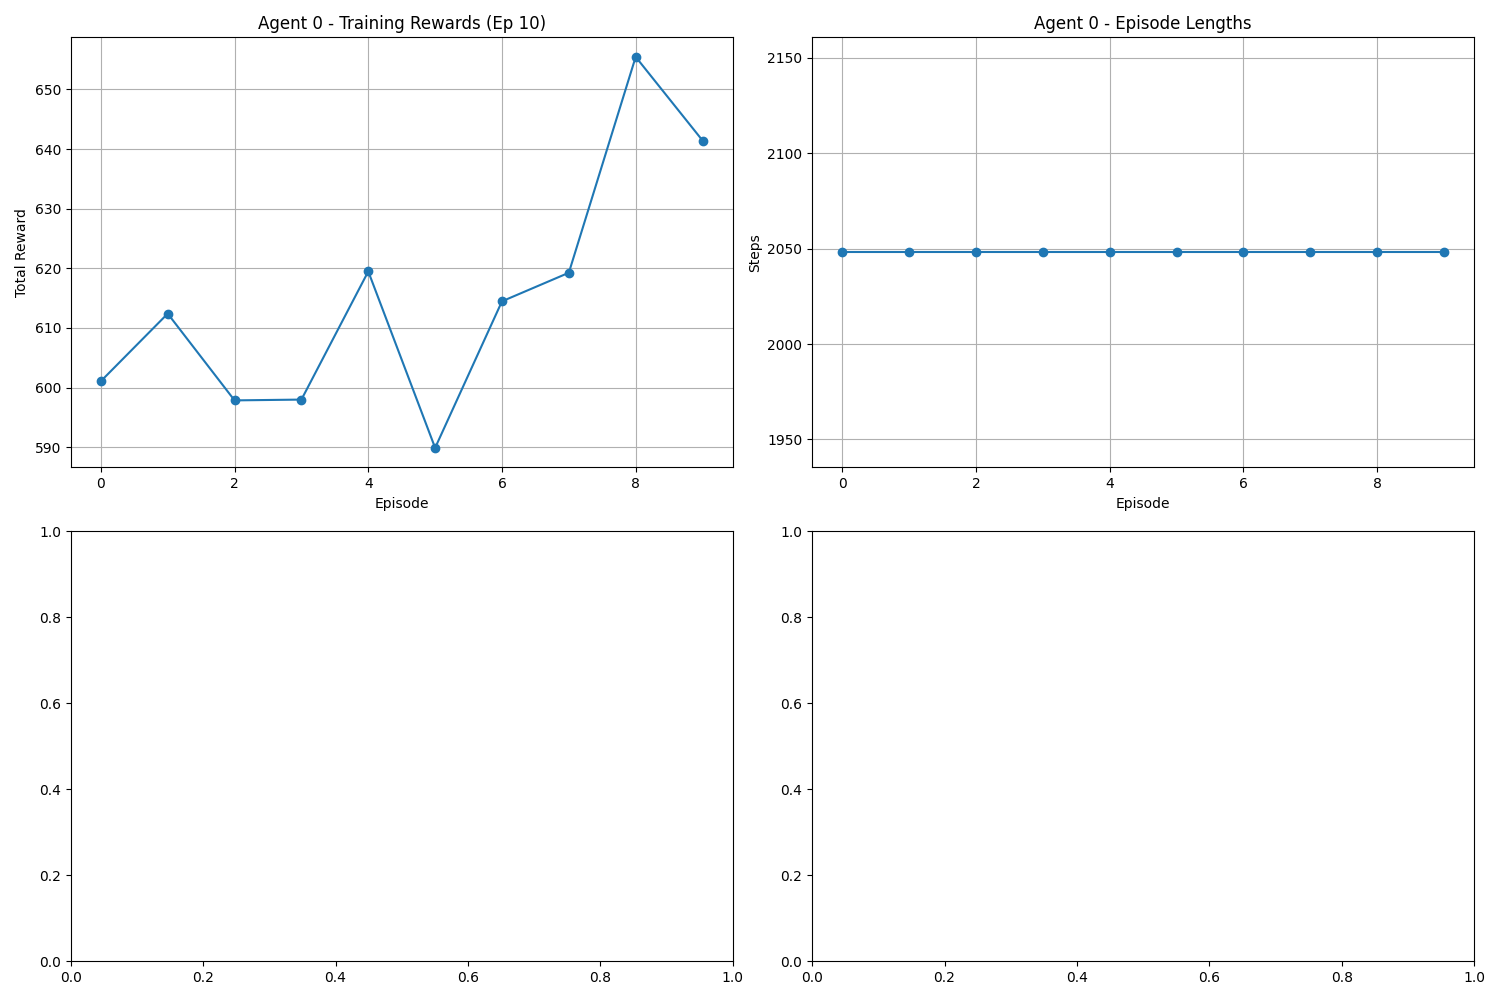 Agent 0 - Training Rewards (Ep 10)
Total Reward
650
640
630
620
610
600
590
0 2 4 6 8
Episode
Agent 0 - Episode Lengths
Steps
2150
2100
2050
2000
1950
0 2 4 6 8
Episode
1.0
0.8
0.6
0.4
0.2
0.0
0.0 0.2 0.4 0.6 0.8 1.0
1.0
0.8
0.6
0.4
0.2
0.0
0.0 0.2 0.4 0.6 0.8 1.0